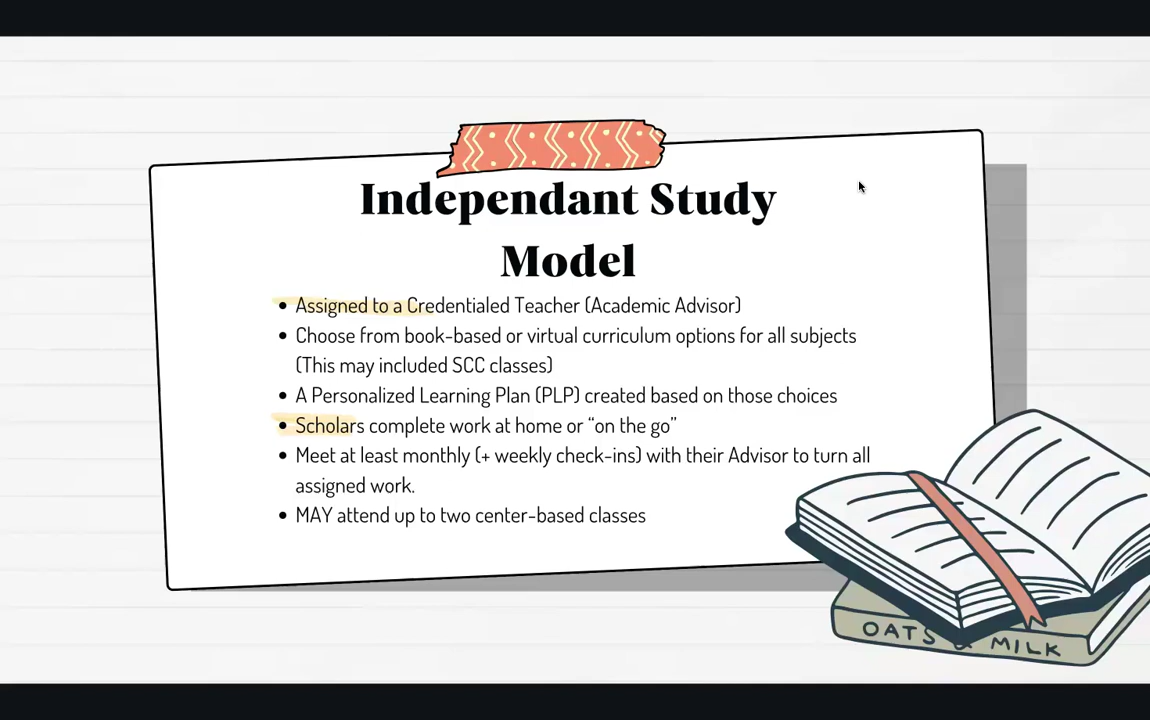 Independant Study
Model
• Assigned to a Credentialed Teacher (Academic Advisor)
• Choose from book-based or virtual curriculum options for all subjects
(This may included SCC classes)
• A Personalized Learning Plan (PLP) created based on those choices
• Scholars complete work at home or “on the go”
• Meet at least monthly (+ weekly check-ins) with their Advisor to turn all
assigned work.
• MAY attend up to two center-based classes
OATS & MILK